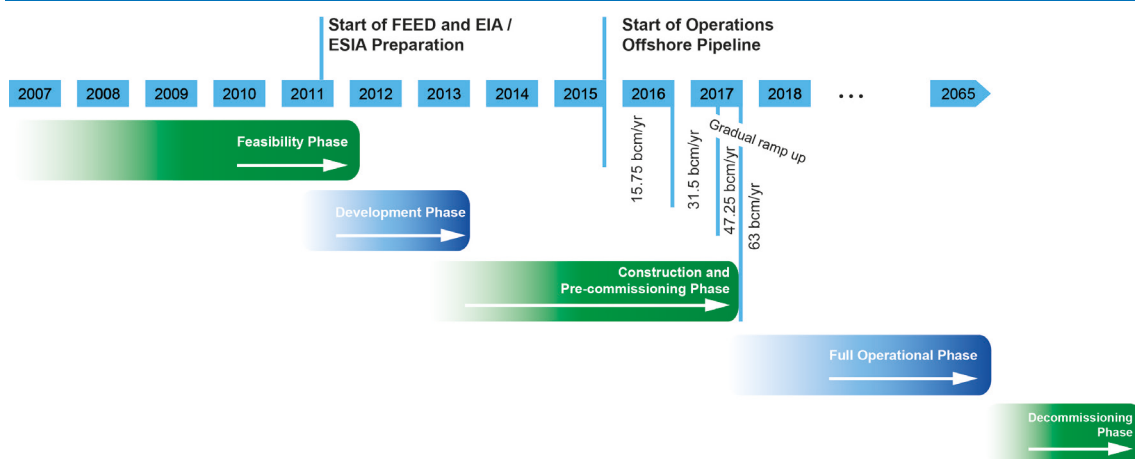 Start of FEED and EIA /
ESIA Preparation
Start of Operations
Offshore Pipeline
2007
2008
2009
2010
2011
2012
2013
2014
2015
2016
2017
2018
...
2065
Gradual ramp up
15.75 bcm/yr
31.5 bcm/yr
47.25 bcm/yr
63 bcm/yr
Feasibility Phase
Development Phase
Construction and
Pre-commissioning Phase
Full Operational Phase
Decommissioning
Phase